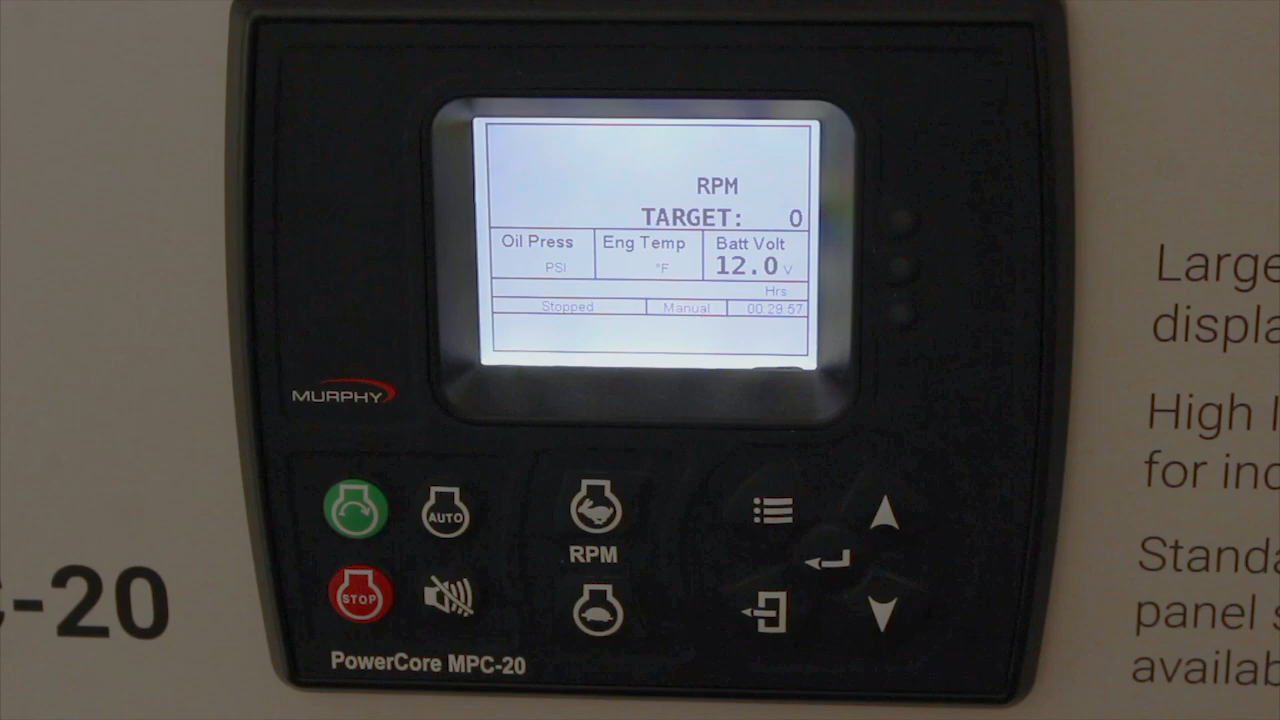 RPM
TARGET: 0
Oil Press Eng Temp Batt Volt
PSI °F 12.0 V
Hrs
Stopped Manual 00:29:57
MURPHY
AUTO
RPM
STOP
PowerCore MPC-20
-20
Large
displa
High I
for inc
Standa
panel s
availab